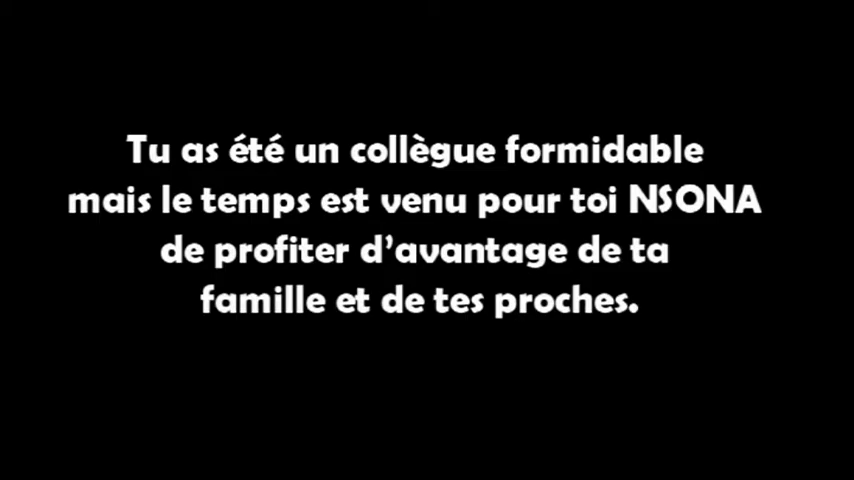 Tu as été un collègue formidable
mais le temps est venu pour toi NSONA
de profiter d’avantage de ta
famille et de tes proches.